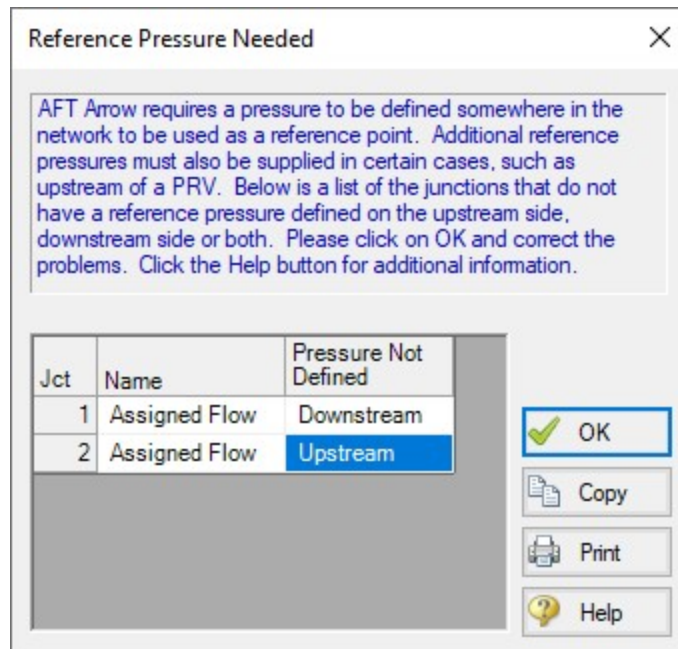 Reference Pressure Needed
AFT Arrow requires a pressure to be defined somewhere in the
network to be used as a reference point.  Additional reference
pressures must also be supplied in certain cases, such as
upstream of a PRV.  Below is a list of the junctions that do not
have a reference pressure defined on the upstream side,
downstream side or both.  Please click on OK and correct the
problems.  Click the Help button for additional information.
Jct Name Pressure Not
Defined
1 Assigned Flow Downstream
2 Assigned Flow Upstream
OK
Copy
Print
Help